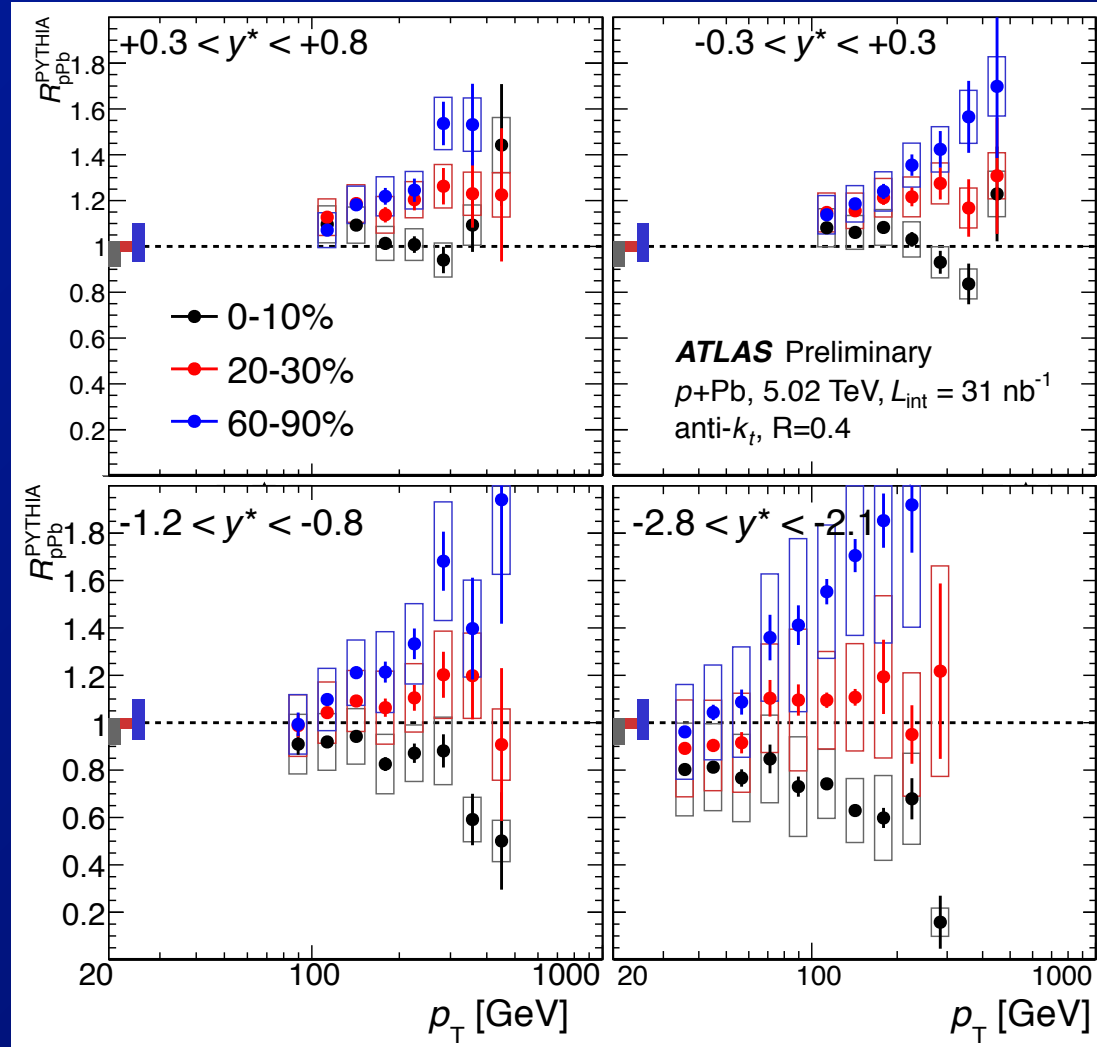 +0.3 < y* < +0.8
-0.3 < y* < +0.3
R_pPb^PYTHIA
1.8
1.6
1.4
1.2
1
0.8
0.6
0.4
0.2
0-10%
20-30%
60-90%
ATLAS Preliminary
p+Pb, 5.02 TeV, L_int = 31 nb^-1
anti-k_t, R=0.4
-1.2 < y* < -0.8
-2.8 < y* < -2.1
R_pPb^PYTHIA
1.8
1.6
1.4
1.2
1
0.8
0.6
0.4
0.2
20 100 1000
20 100 1000
p_T [GeV]
p_T [GeV]